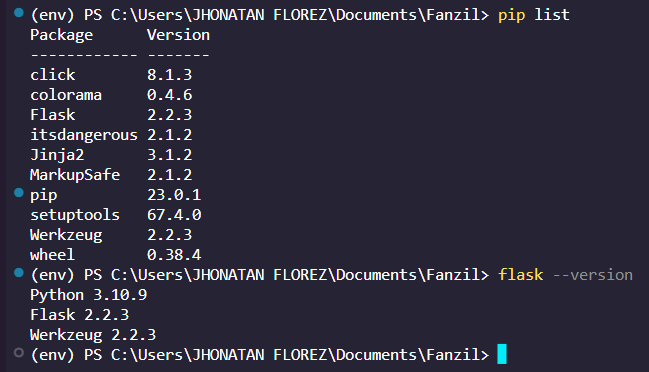 (env) PS C:\Users\JHONATAN FLOREZ\Documents\Fanzil> pip list
Package      Version
------------ -------
click        8.1.3
colorama     0.4.6
Flask        2.2.3
itsdangerous 2.1.2
Jinja2       3.1.2
MarkupSafe   2.1.2
pip          23.0.1
setuptools   67.4.0
Werkzeug     2.2.3
wheel        0.38.4
(env) PS C:\Users\JHONATAN FLOREZ\Documents\Fanzil> flask --version
Python 3.10.9
Flask 2.2.3
Werkzeug 2.2.3
(env) PS C:\Users\JHONATAN FLOREZ\Documents\Fanzil>